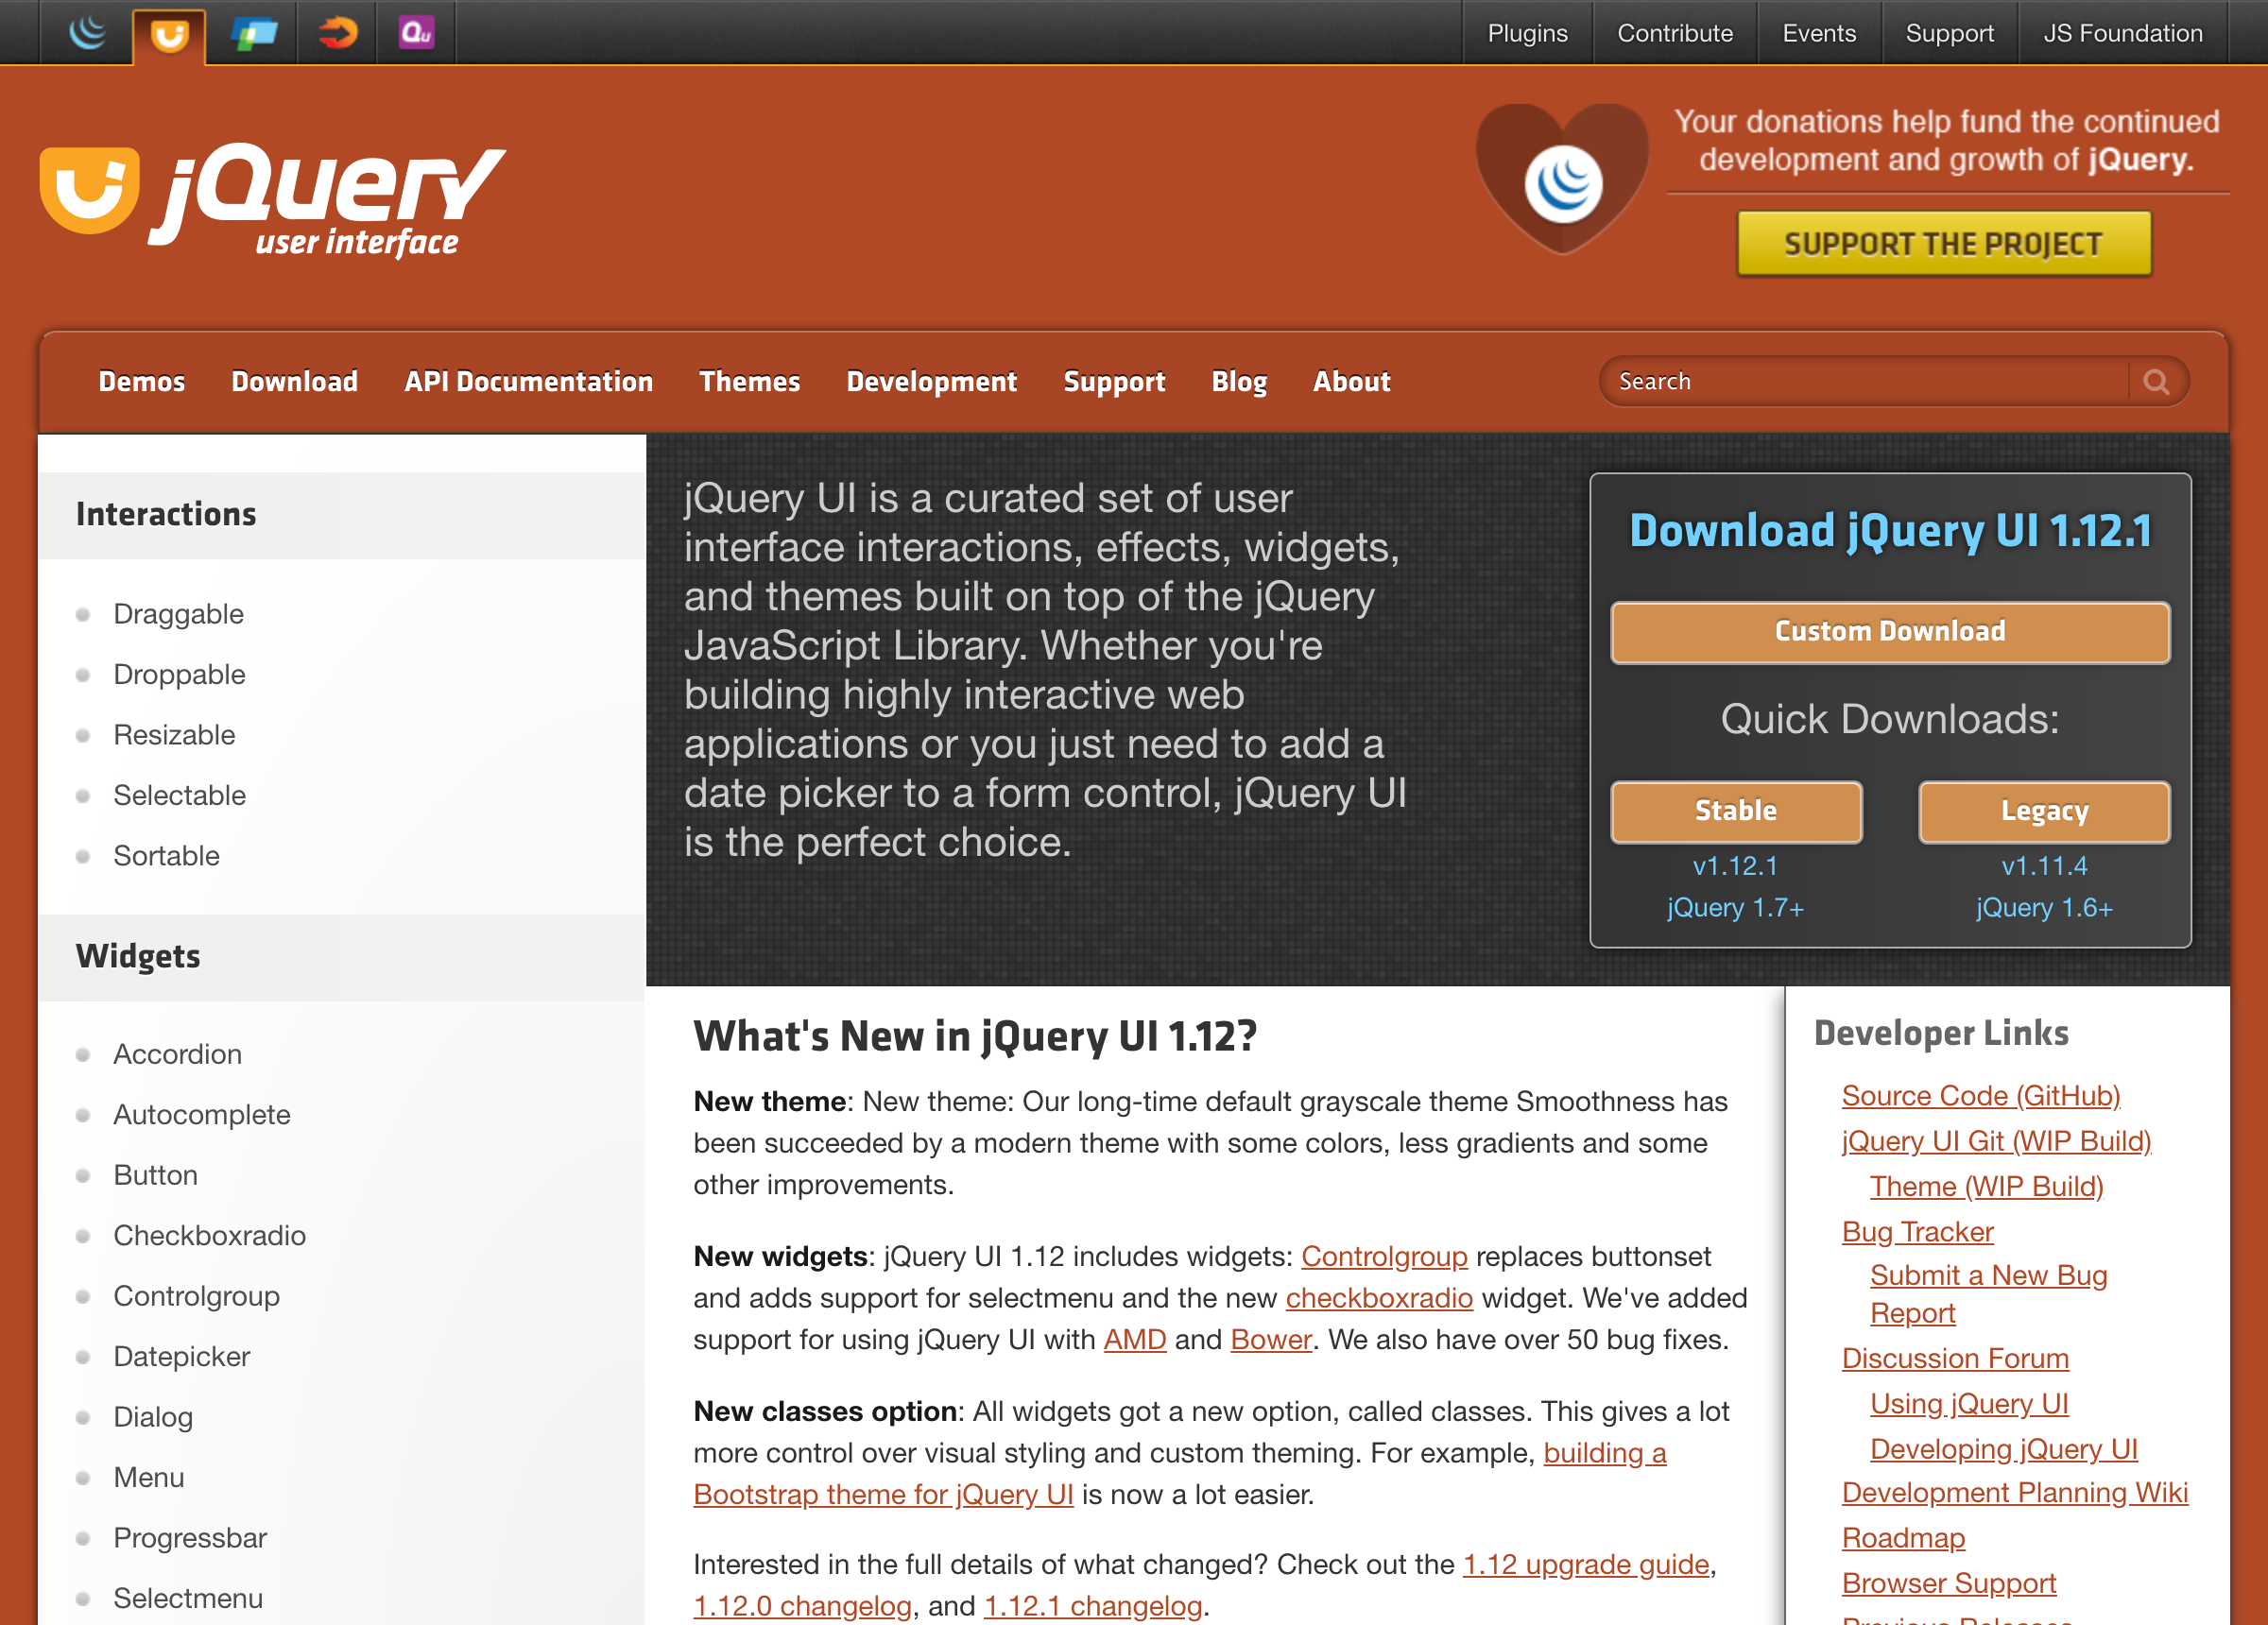 Qu
Plugins
Contribute
Events
Support
JS Foundation
jQuery
user interface
Your donations help fund the continued
development and growth of jQuery.
SUPPORT THE PROJECT
Demos
Download
API Documentation
Themes
Development
Support
Blog
About
Search
Interactions
Draggable
Droppable
Resizable
Selectable
Sortable
Widgets
Accordion
Autocomplete
Button
Checkboxradio
Controlgroup
Datepicker
Dialog
Menu
Progressbar
Selectmenu
jQuery UI is a curated set of user
interface interactions, effects, widgets,
and themes built on top of the jQuery
JavaScript Library. Whether you're
building highly interactive web
applications or you just need to add a
date picker to a form control, jQuery UI
is the perfect choice.
Download jQuery UI 1.12.1
Custom Download
Quick Downloads:
Stable
v1.12.1
jQuery 1.7+
Legacy
v1.11.4
jQuery 1.6+
What's New in jQuery UI 1.12?
New theme: New theme: Our long-time default grayscale theme Smoothness has
been succeeded by a modern theme with some colors, less gradients and some
other improvements.
New widgets: jQuery UI 1.12 includes widgets: Controlgroup replaces buttonset
and adds support for selectmenu and the new checkboxradio widget. We've added
support for using jQuery UI with AMD and Bower. We also have over 50 bug fixes.
New classes option: All widgets got a new option, called classes. This gives a lot
more control over visual styling and custom theming. For example, building a
Bootstrap theme for jQuery UI is now a lot easier.
Interested in the full details of what changed? Check out the 1.12 upgrade guide,
1.12.0 changelog, and 1.12.1 changelog.
Developer Links
Source Code (GitHub)
jQuery UI Git (WIP Build)
Theme (WIP Build)
Bug Tracker
Submit a New Bug
Report
Discussion Forum
Using jQuery UI
Developing jQuery UI
Development Planning Wiki
Roadmap
Browser Support
Previous Releases